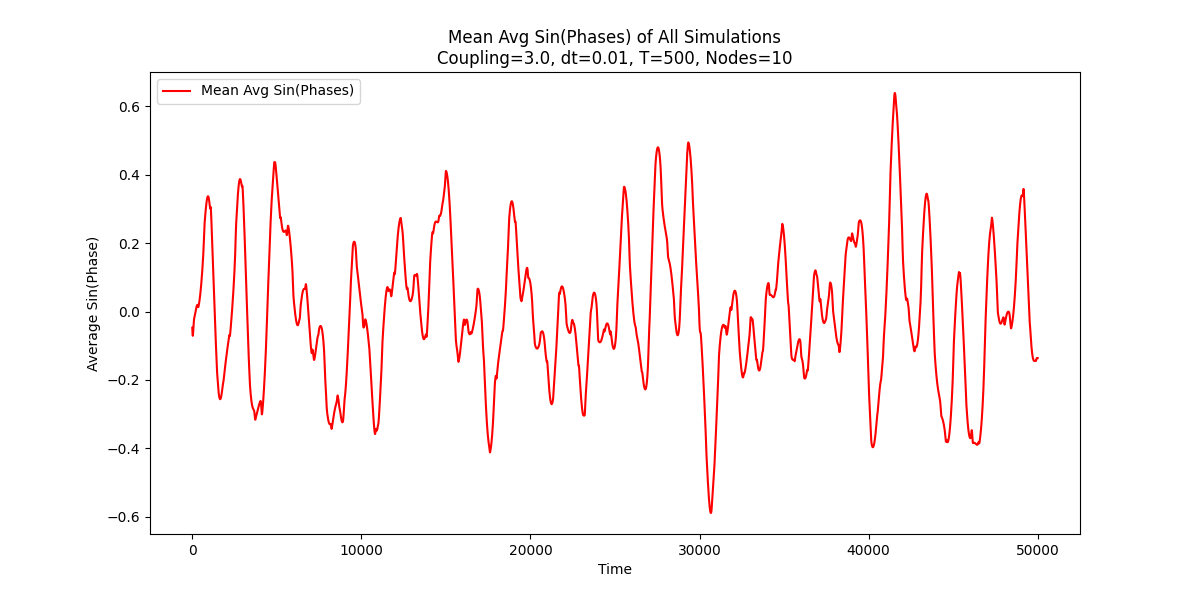 Mean Avg Sin(Phases) of All Simulations
Coupling=3.0, dt=0.01, T=500, Nodes=10
Mean Avg Sin(Phases)
Average Sin(Phase)
0.6
0.4
0.2
0.0
−0.2
−0.4
−0.6
0 10000 20000 30000 40000 50000
Time